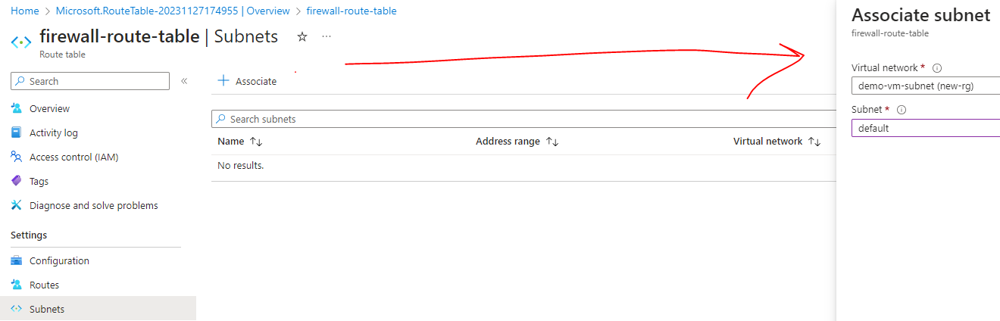 Home > Microsoft.RouteTable-20231127174955 | Overview > firewall-route-table
firewall-route-table | Subnets
Route table
Search
Overview
Activity log
Access control (IAM)
Tags
Diagnose and solve problems
Settings
Configuration
Routes
Subnets
+ Associate
Search subnets
Name Address range Virtual network
No results.
Associate subnet
firewall-route-table
Virtual network *
demo-vm-subnet (new-rg)
Subnet *
default